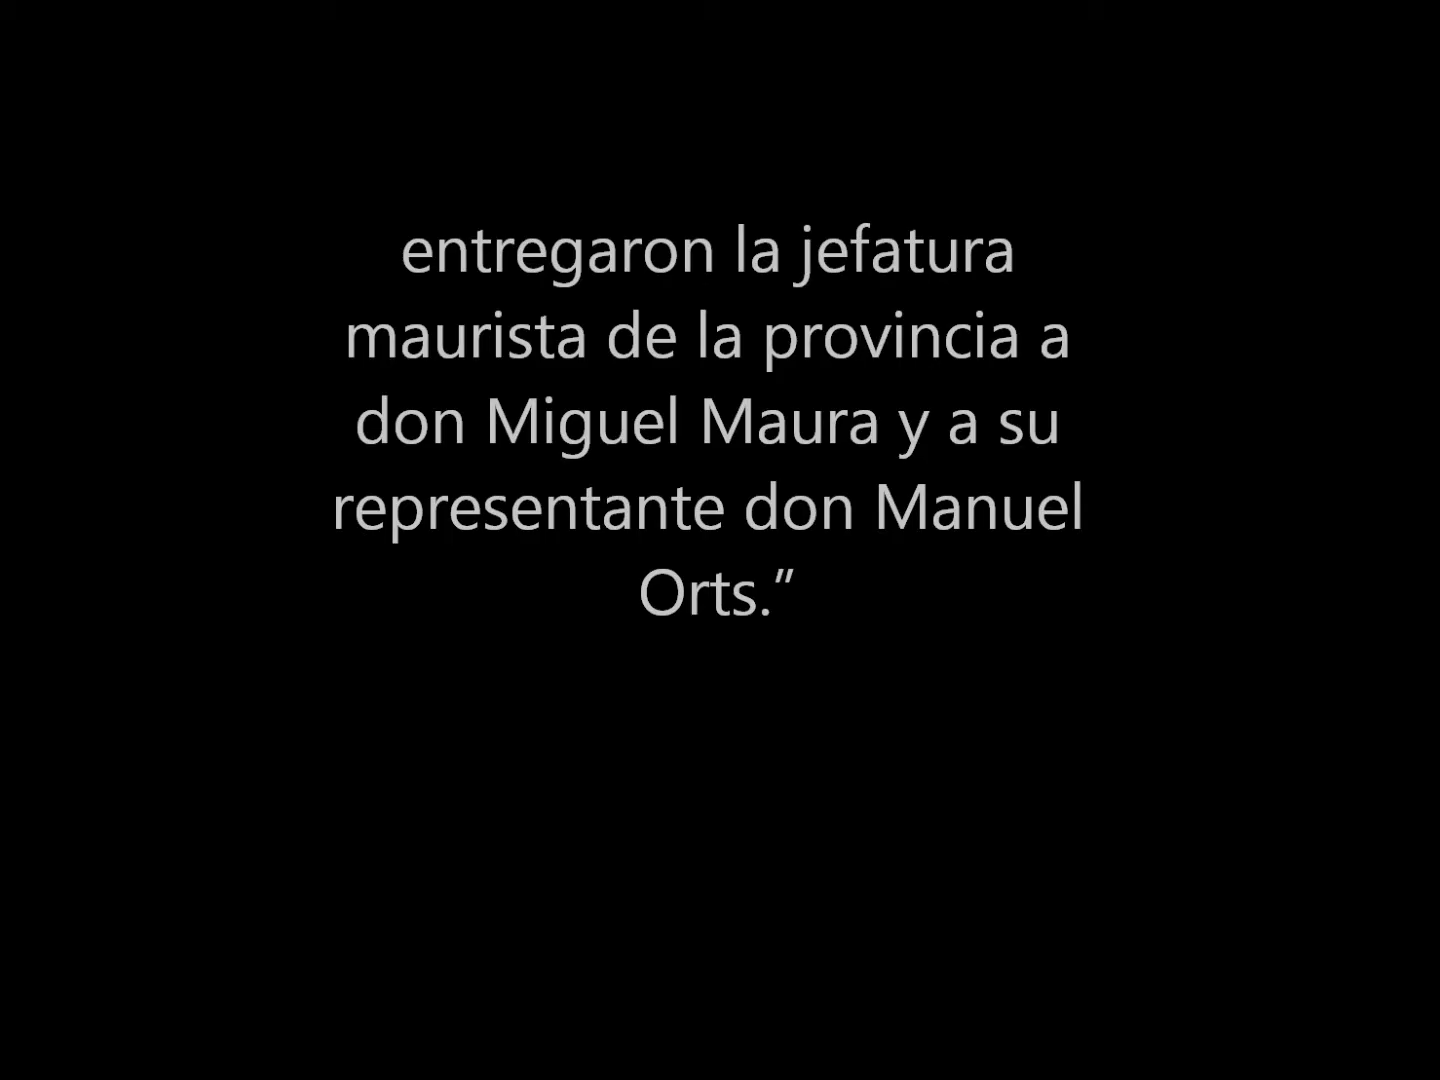 entregaron la jefatura
maurista de la provincia a
don Miguel Maura y a su
representante don Manuel
Orts.”